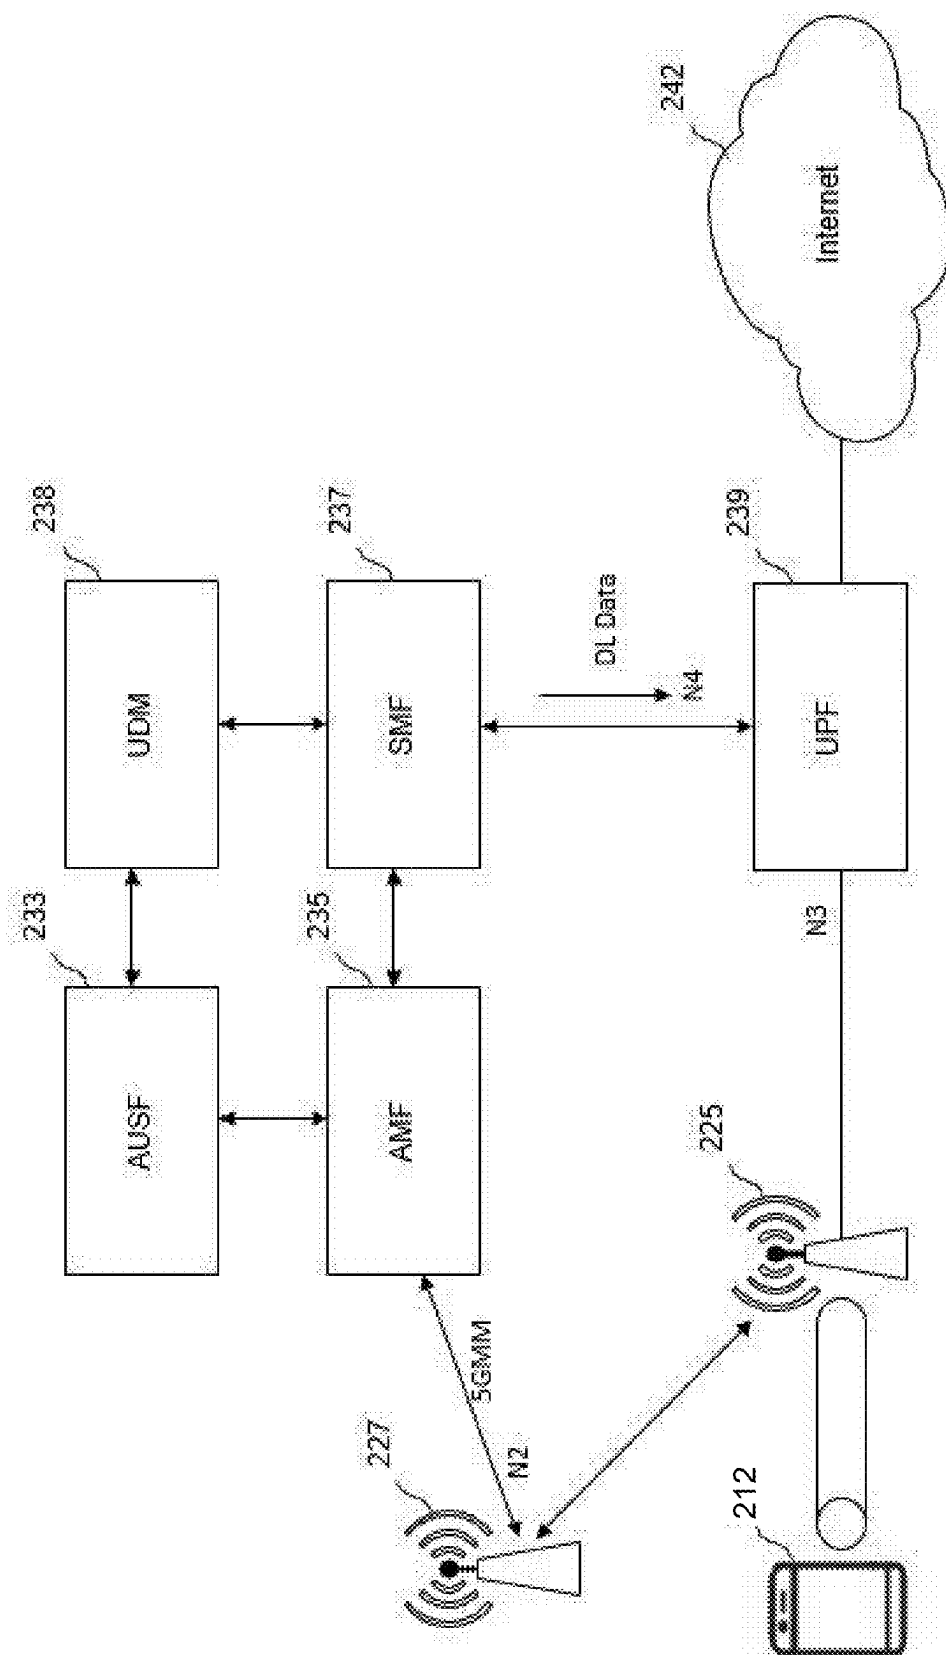 233
238
AUSF
UDM
235
237
227
AMF
SMF
5GMM
N2
DL Data
N4
242
225
239
212
N3
UPF
Internet